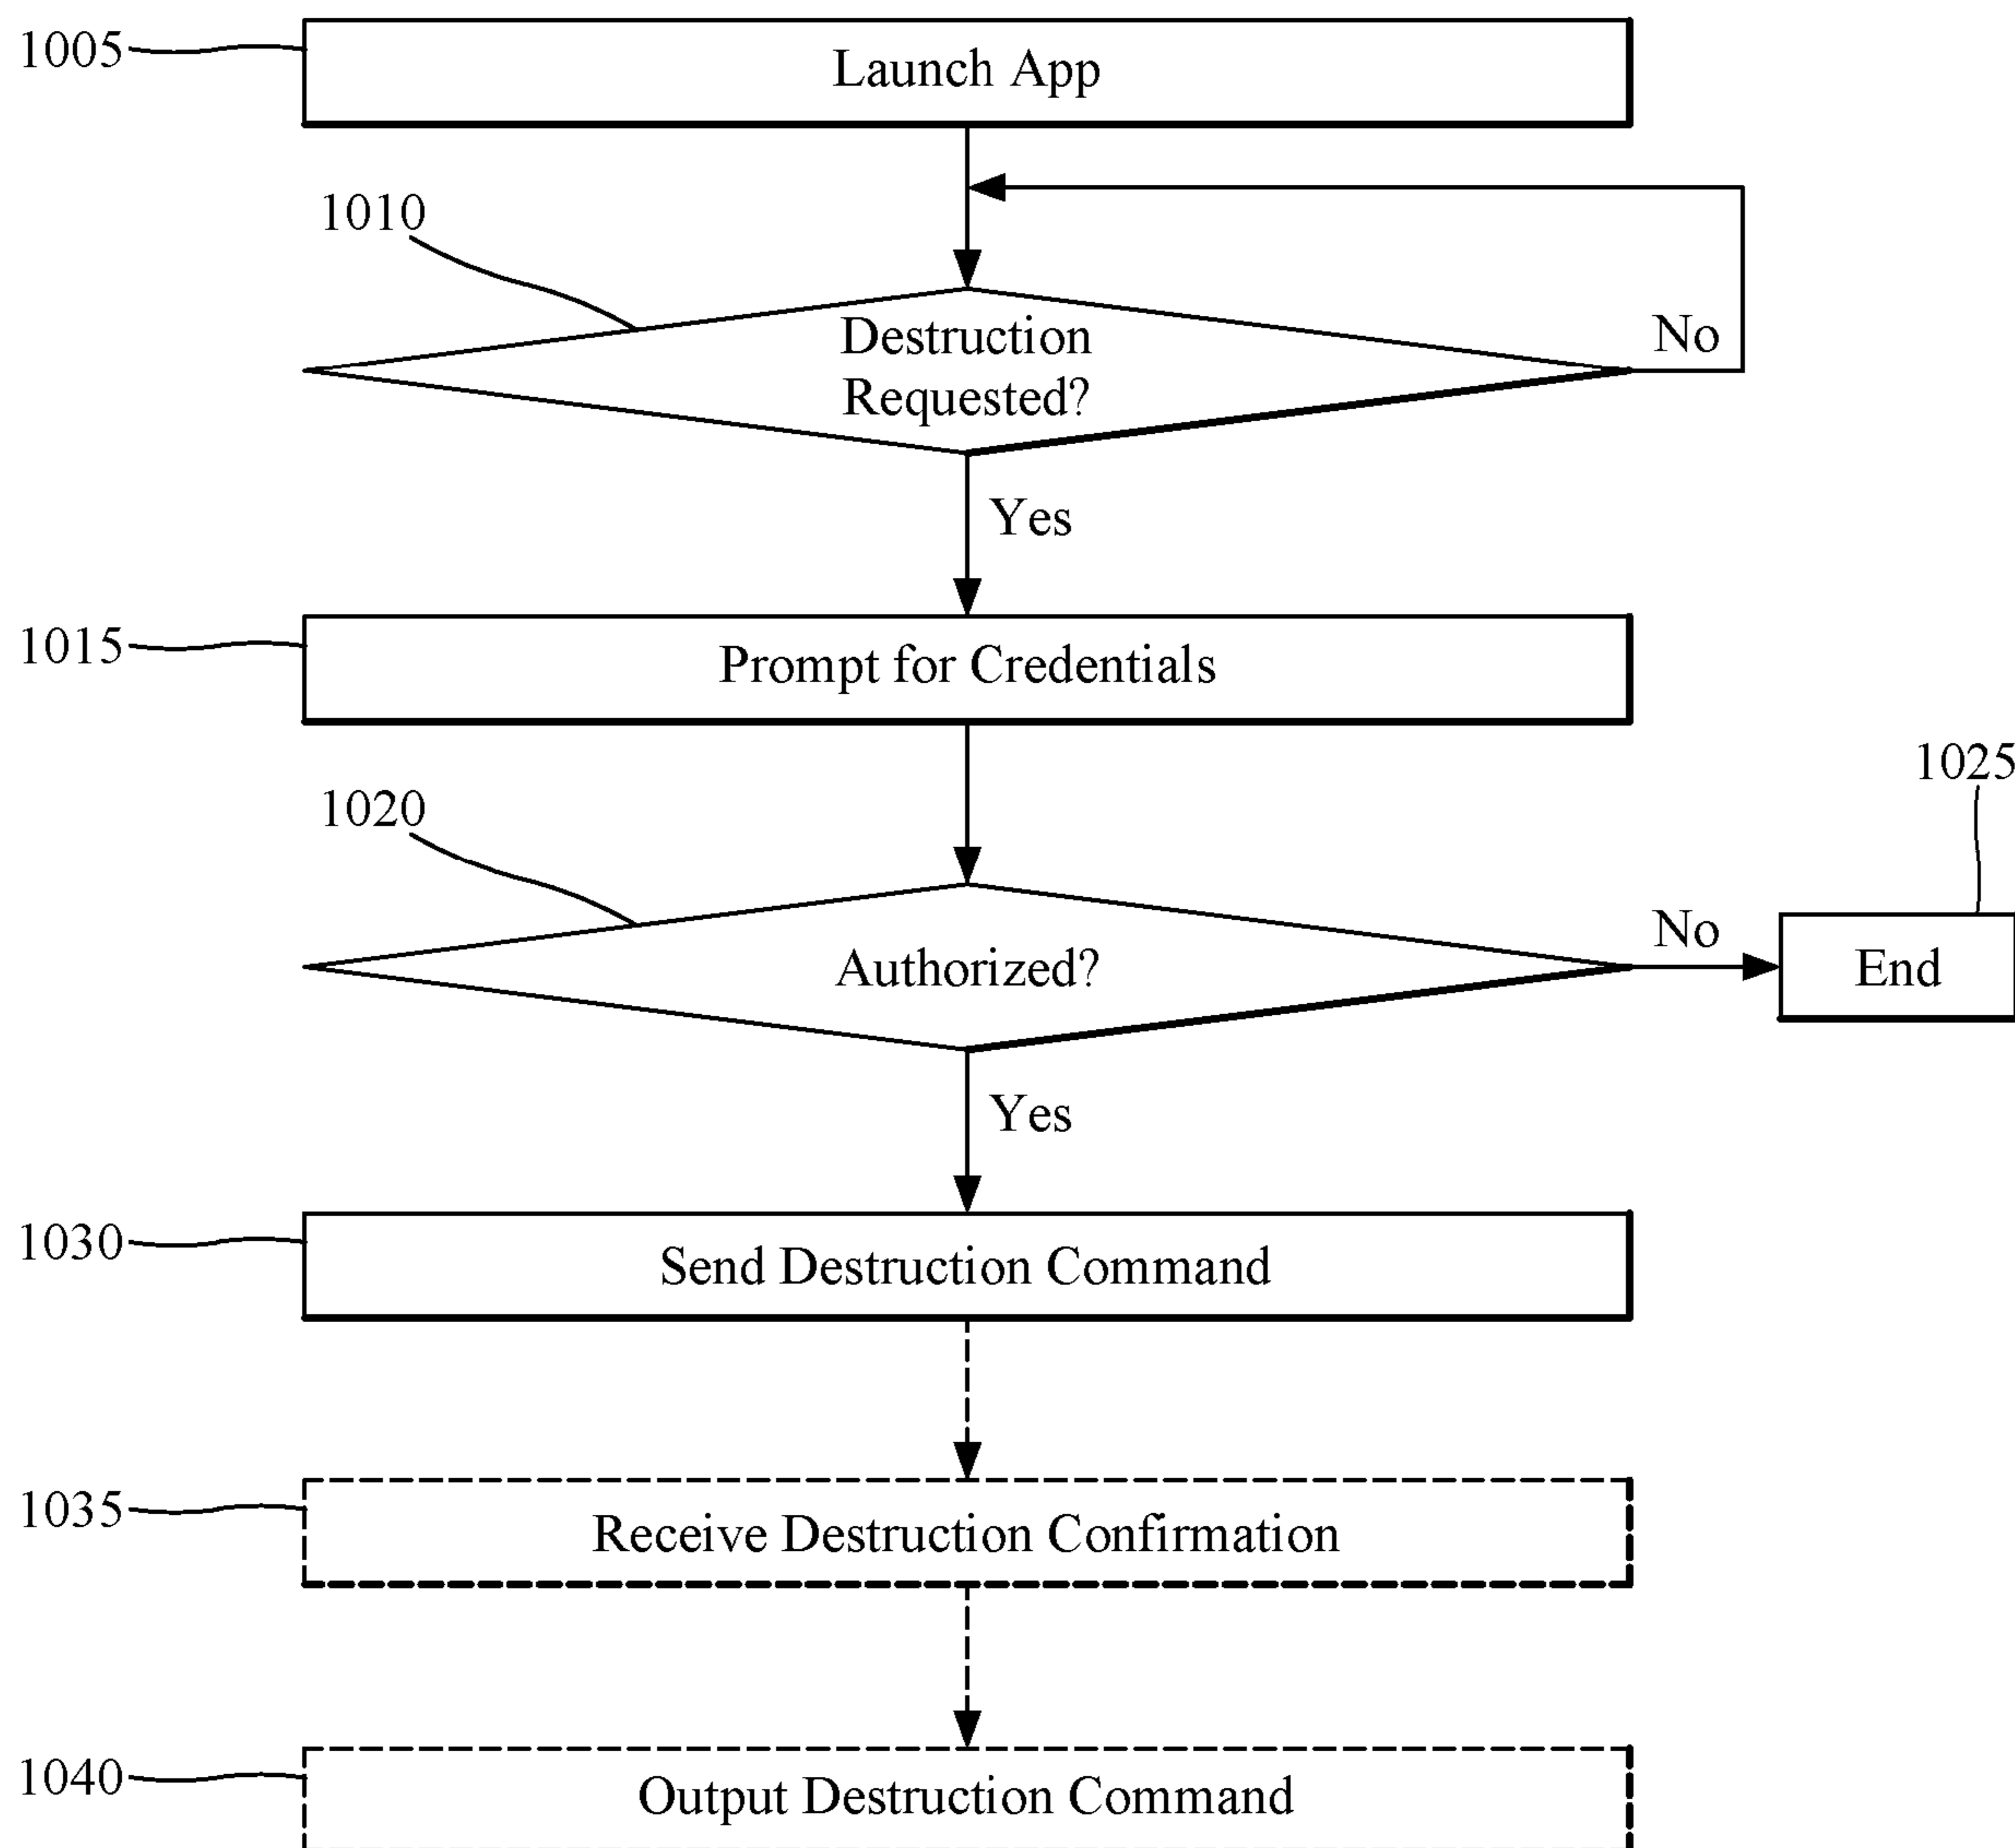 1005
Launch App
1010
Destruction
Requested?
No
Yes
1015
Prompt for Credentials
1020
1025
Authorized?
No
End
Yes
1030
Send Destruction Command
1035
Receive Destruction Confirmation
1040
Output Destruction Command